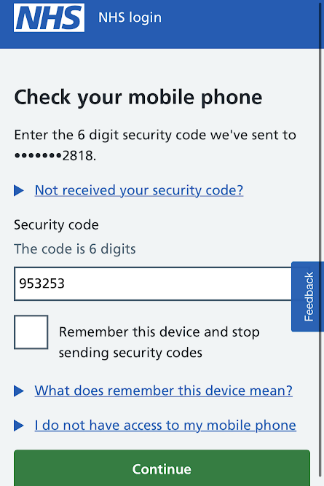 NHS NHS login
Check your mobile phone
Enter the 6 digit security code we've sent to
•••••••2818.
Not received your security code?
Security code
The code is 6 digits
953253
Feedback
Remember this device and stop
sending security codes
What does remember this device mean?
I do not have access to my mobile phone
Continue